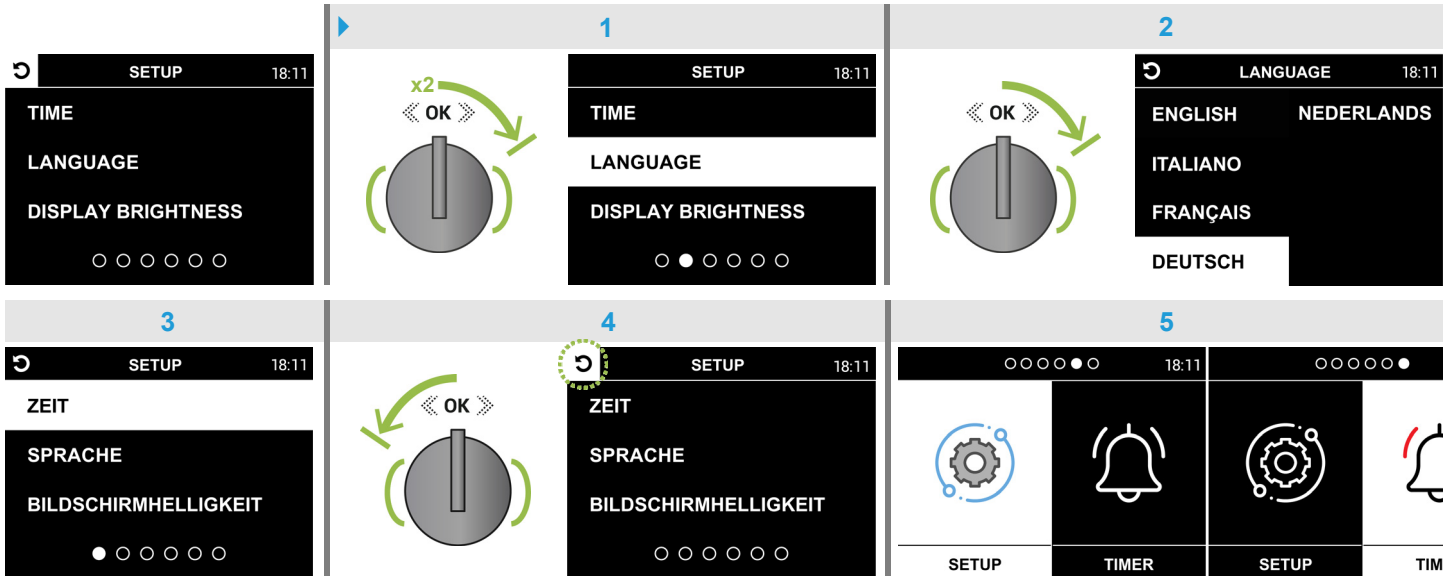 SETUP 18:11
TIME
LANGUAGE
DISPLAY BRIGHTNESS
1
x2
OK
SETUP 18:11
TIME
LANGUAGE
DISPLAY BRIGHTNESS
2
OK
LANGUAGE 18:11
ENGLISH NEDERLANDS
ITALIANO
FRANÇAIS
DEUTSCH
3
SETUP 18:11
ZEIT
SPRACHE
BILDSCHIRMHELLIGKEIT
4
OK
SETUP 18:11
ZEIT
SPRACHE
BILDSCHIRMHELLIGKEIT
5
18:11
SETUP TIMER SETUP TIM